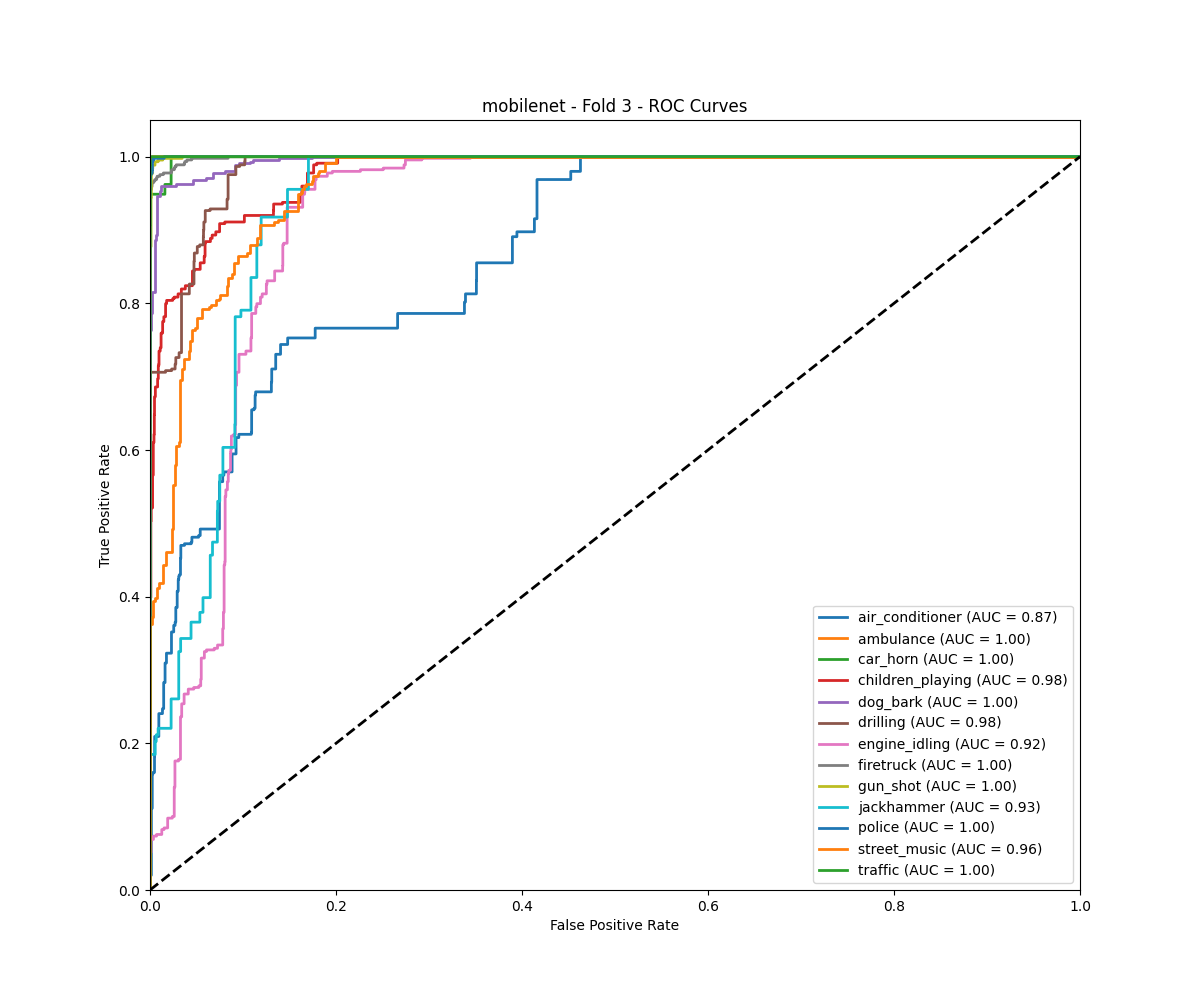 mobilenet - Fold 3 - ROC Curves
1.0
0.8
0.6
0.4
0.2
0.0
True Positive Rate
0.0 0.2 0.4 0.6 0.8 1.0
False Positive Rate
air_conditioner (AUC = 0.87)
ambulance (AUC = 1.00)
car_horn (AUC = 1.00)
children_playing (AUC = 0.98)
dog_bark (AUC = 1.00)
drilling (AUC = 0.98)
engine_idling (AUC = 0.92)
firetruck (AUC = 1.00)
gun_shot (AUC = 1.00)
jackhammer (AUC = 0.93)
police (AUC = 1.00)
street_music (AUC = 0.96)
traffic (AUC = 1.00)